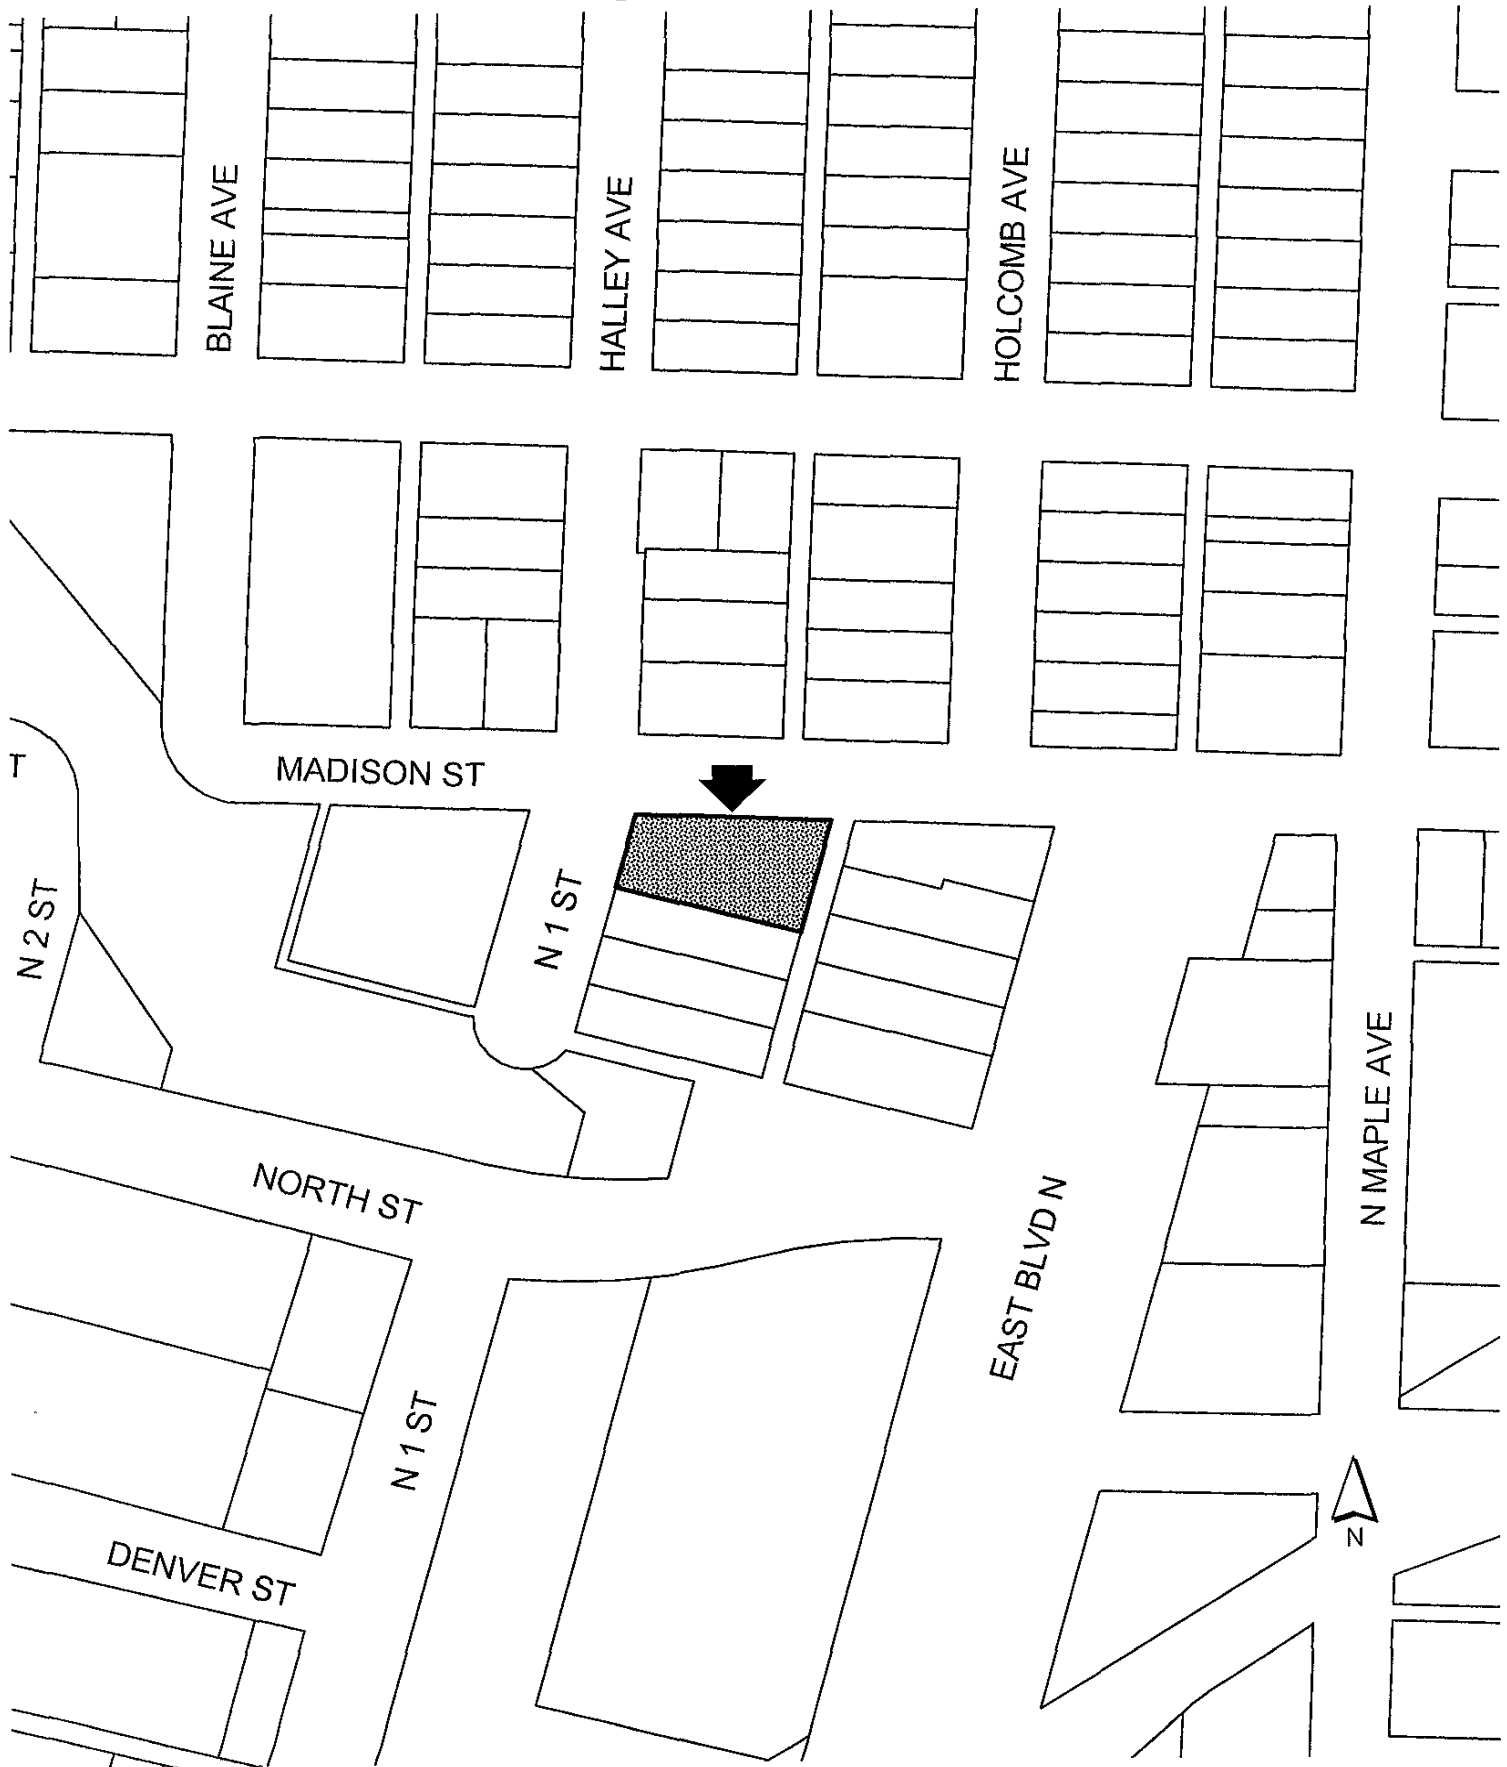 BLAINE AVE
HALLEY AVE
HOLCOMB AVE
MADISON ST
T
N 2 ST
N 1 ST
N MAPLE AVE
NORTH ST
EAST BLVD N
N 1 ST
N
DENVER ST